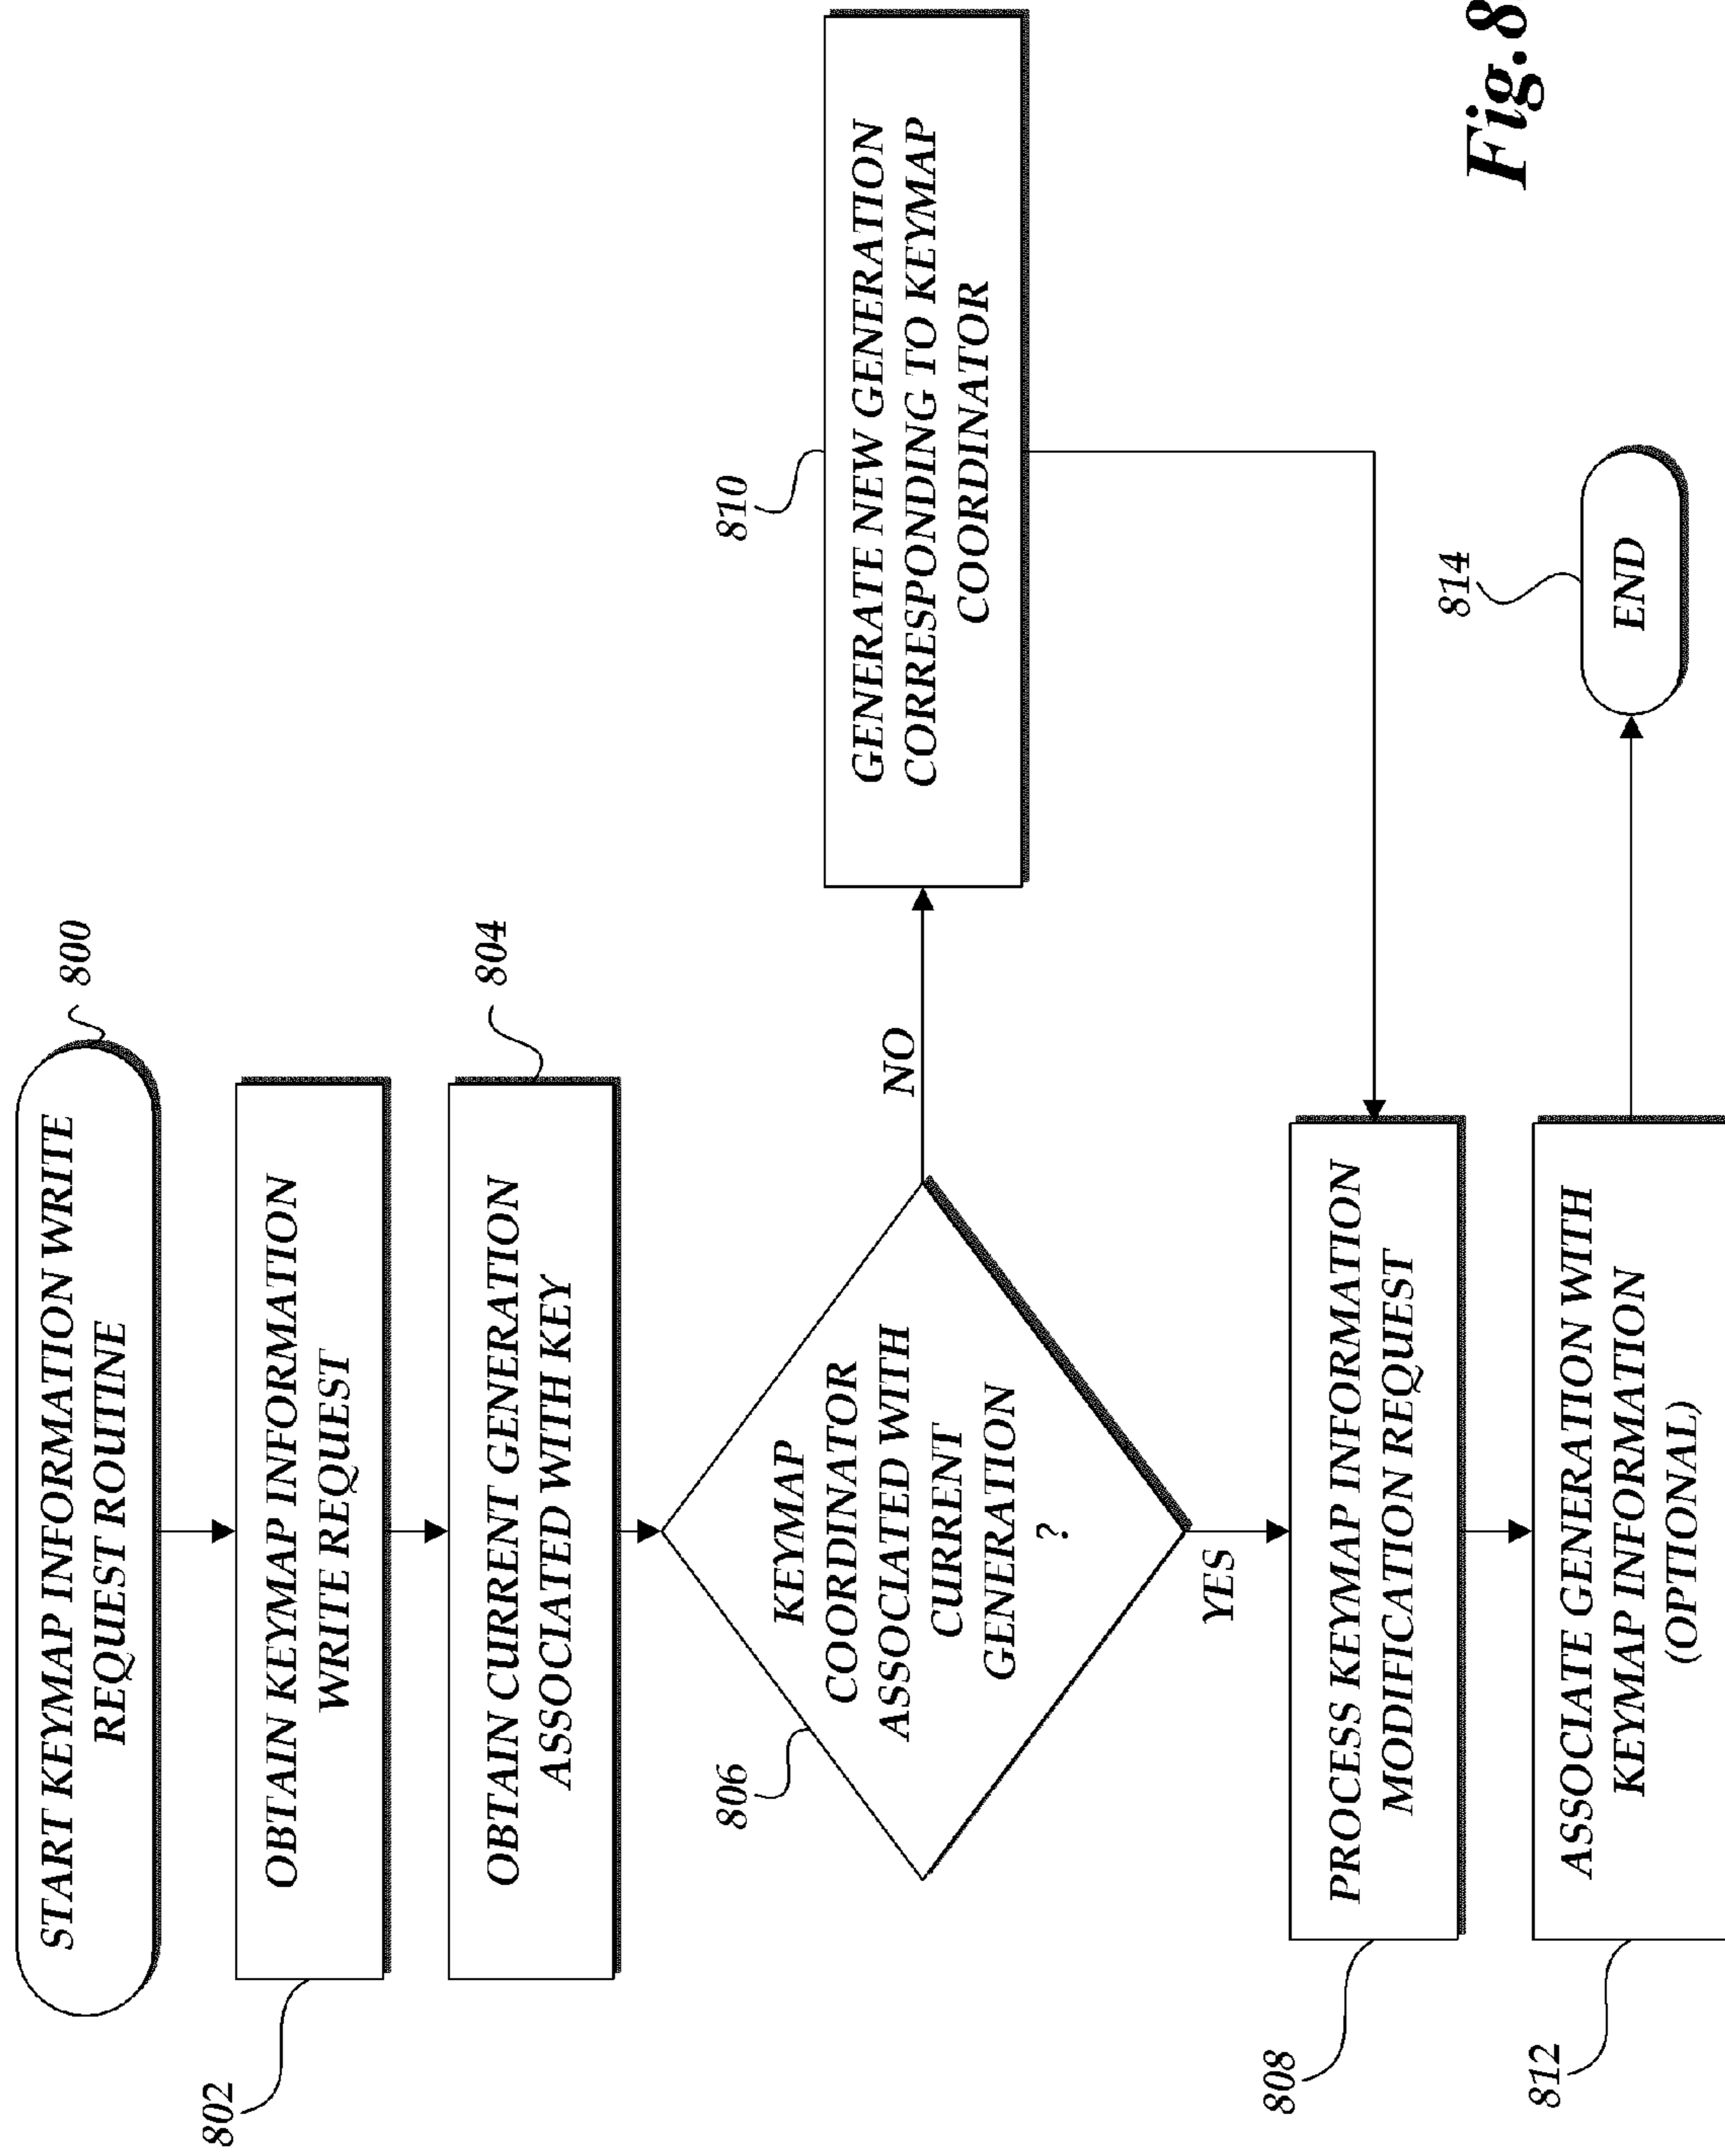 START KEYMAP INFORMATION WRITE
REQUEST ROUTINE
800
802
OBTAIN KEYMAP INFORMATION
WRITE REQUEST
804
OBTAIN CURRENT GENERATION
ASSOCIATED WITH KEY
806
KEYMAP
COORDINATOR
ASSOCIATED WITH
CURRENT
GENERATION
?
NO
810
GENERATE NEW GENERATION
CORRESPONDING TO KEYMAP
COORDINATOR
YES
808
PROCESS KEYMAP INFORMATION
MODIFICATION REQUEST
812
ASSOCIATE GENERATION WITH
KEYMAP INFORMATION
(OPTIONAL)
814
END
Fig.8